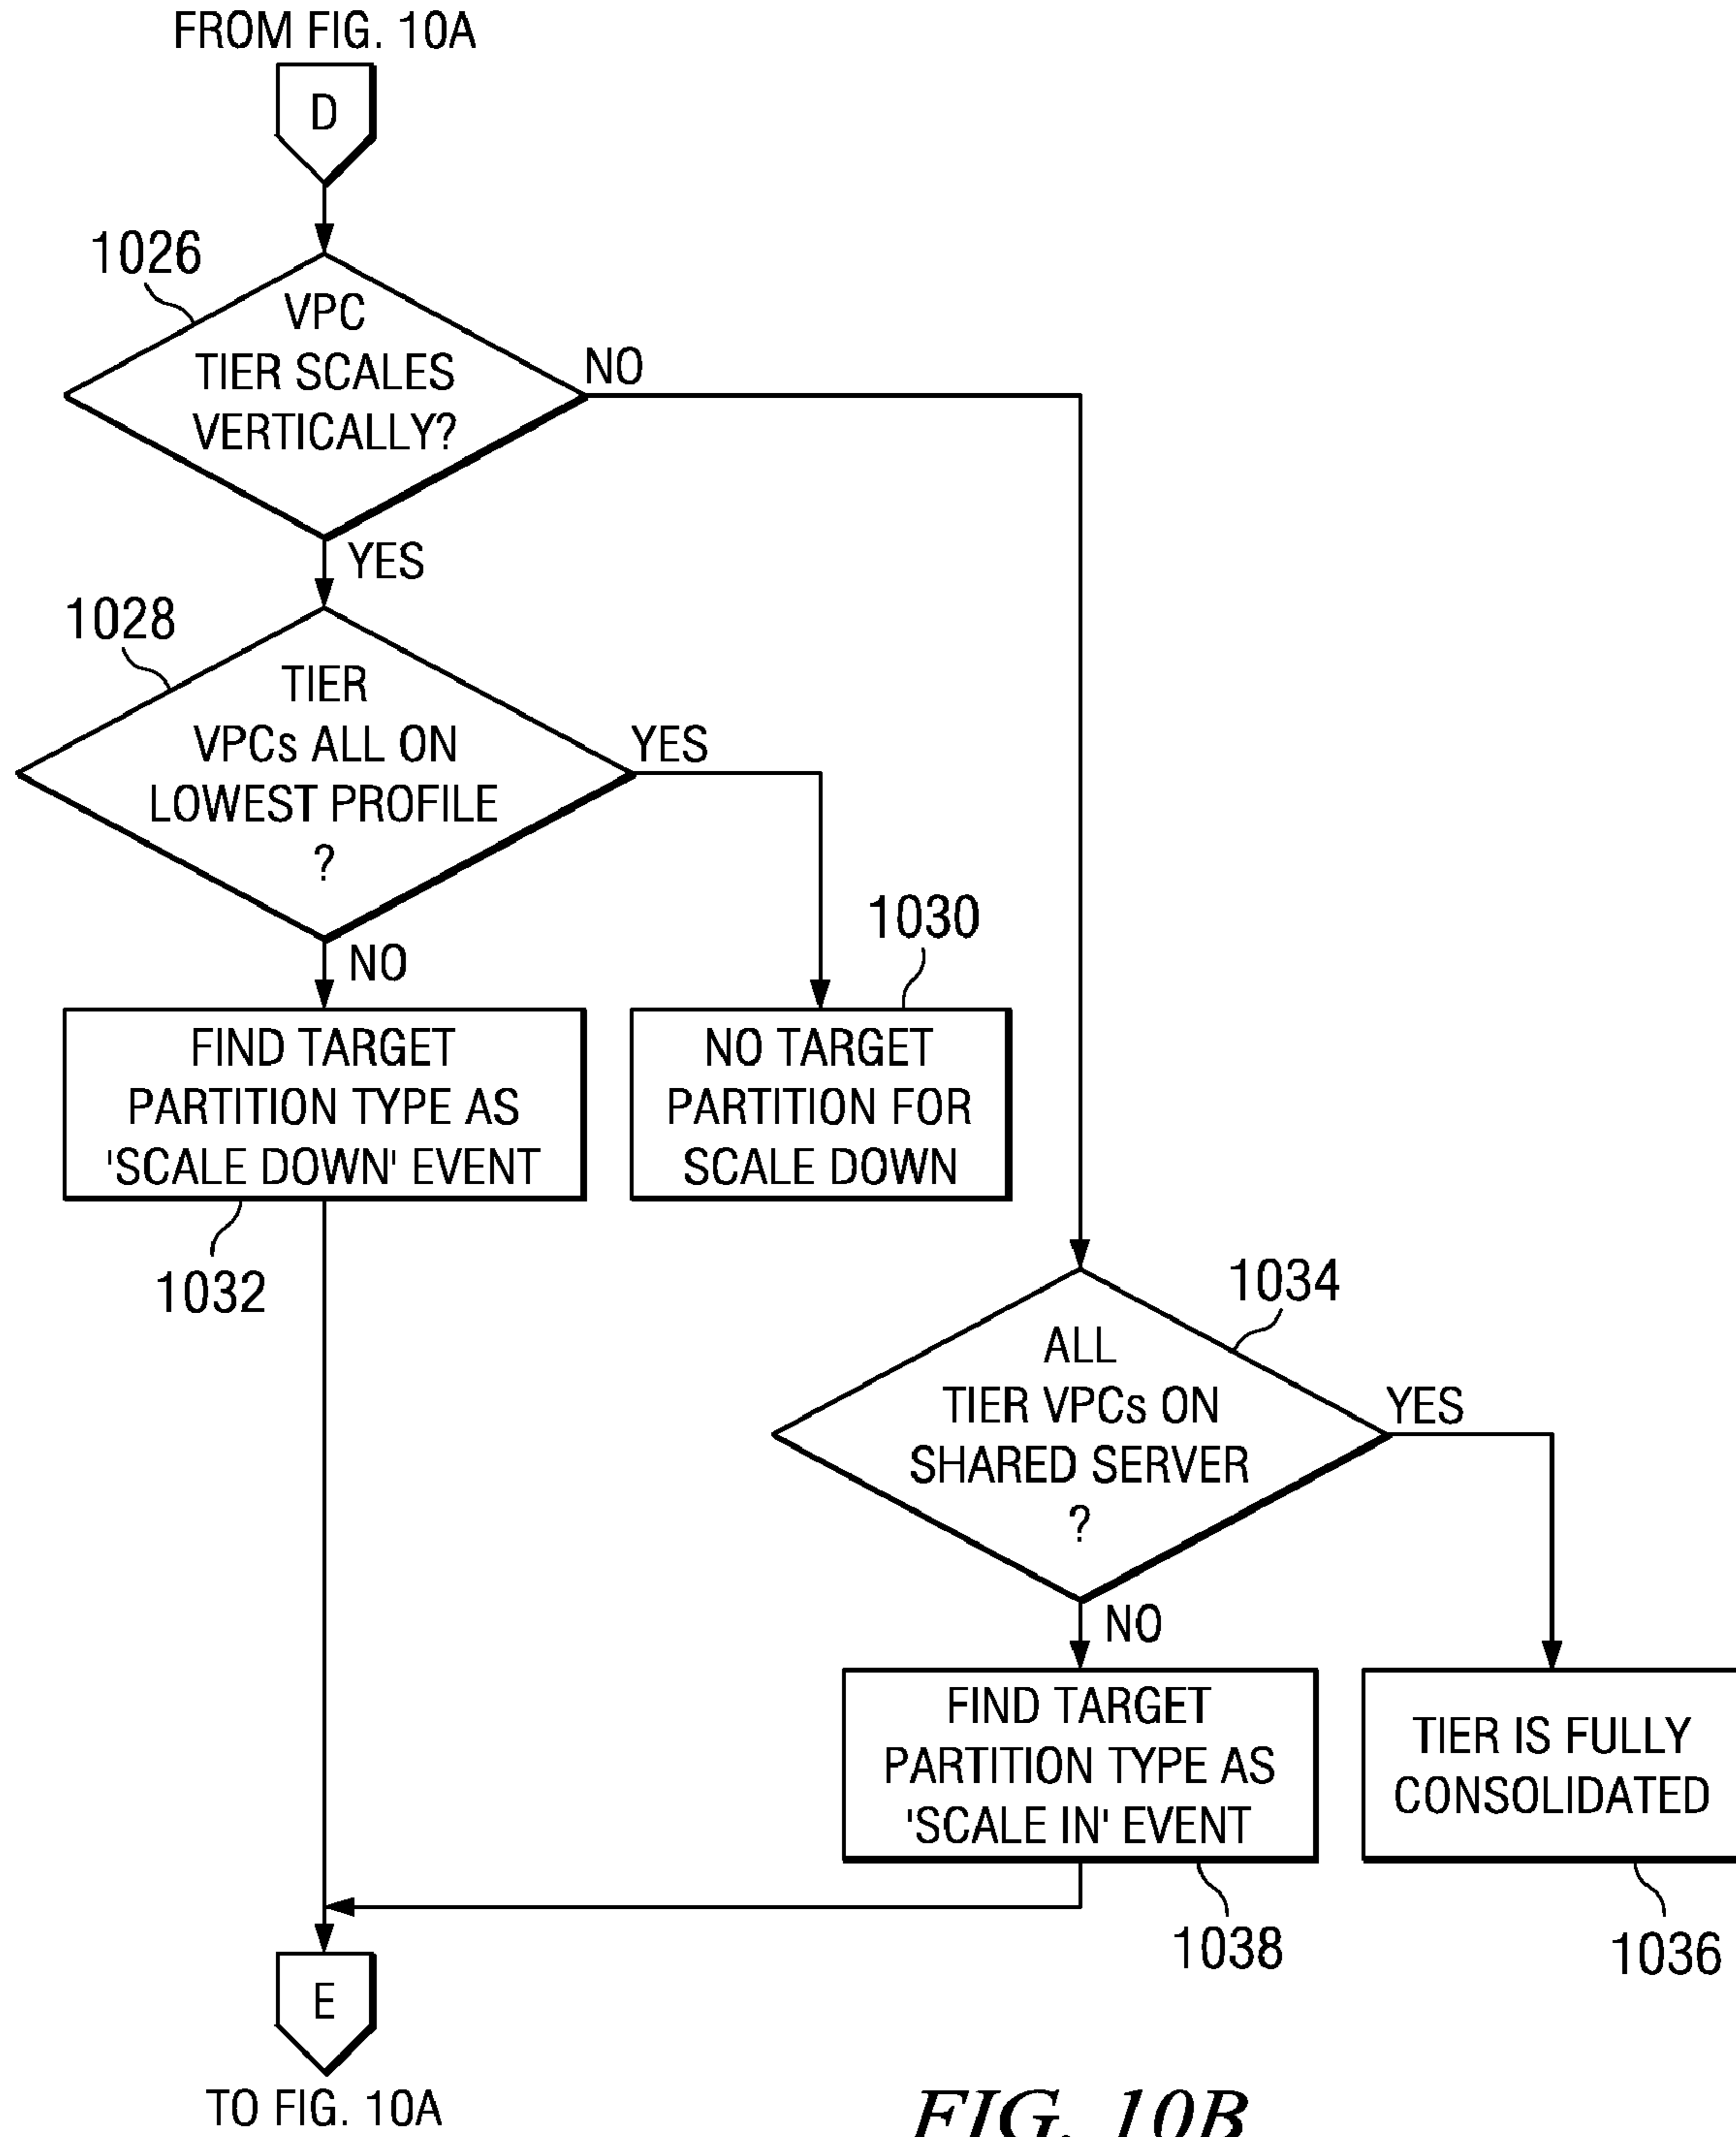 FROM FIG. 10A
D
1026
VPC
TIER SCALES
VERTICALLY?
NO
YES
1028
TIER
VPCs ALL ON
LOWEST PROFILE
?
YES
NO
1030
FIND TARGET
PARTITION TYPE AS
'SCALE DOWN' EVENT
NO TARGET
PARTITION FOR
SCALE DOWN
1032
1034
ALL
TIER VPCs ON
SHARED SERVER
?
YES
NO
FIND TARGET
PARTITION TYPE AS
'SCALE IN' EVENT
TIER IS FULLY
CONSOLIDATED
1038
1036
E
TO FIG. 10A
FIG. 10B